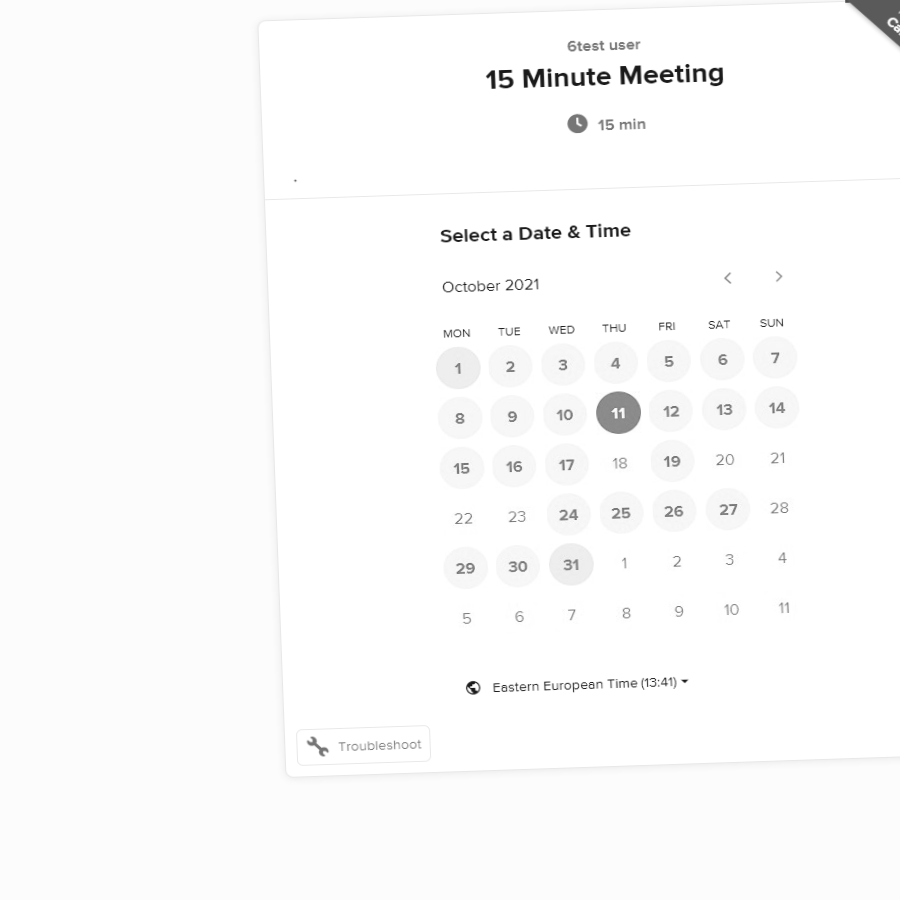 6test user
15 Minute Meeting
15 min
.
Select a Date & Time
October 2021
MON TUE WED THU FRI SAT SUN
1 2 3 4 5 6 7
8 9 10 11 12 13 14
15 16 17 18 19 20 21
22 23 24 25 26 27 28
29 30 31 1 2 3 4
5 6 7 8 9 10 11
Eastern European Time (13:41)
Troubleshoot